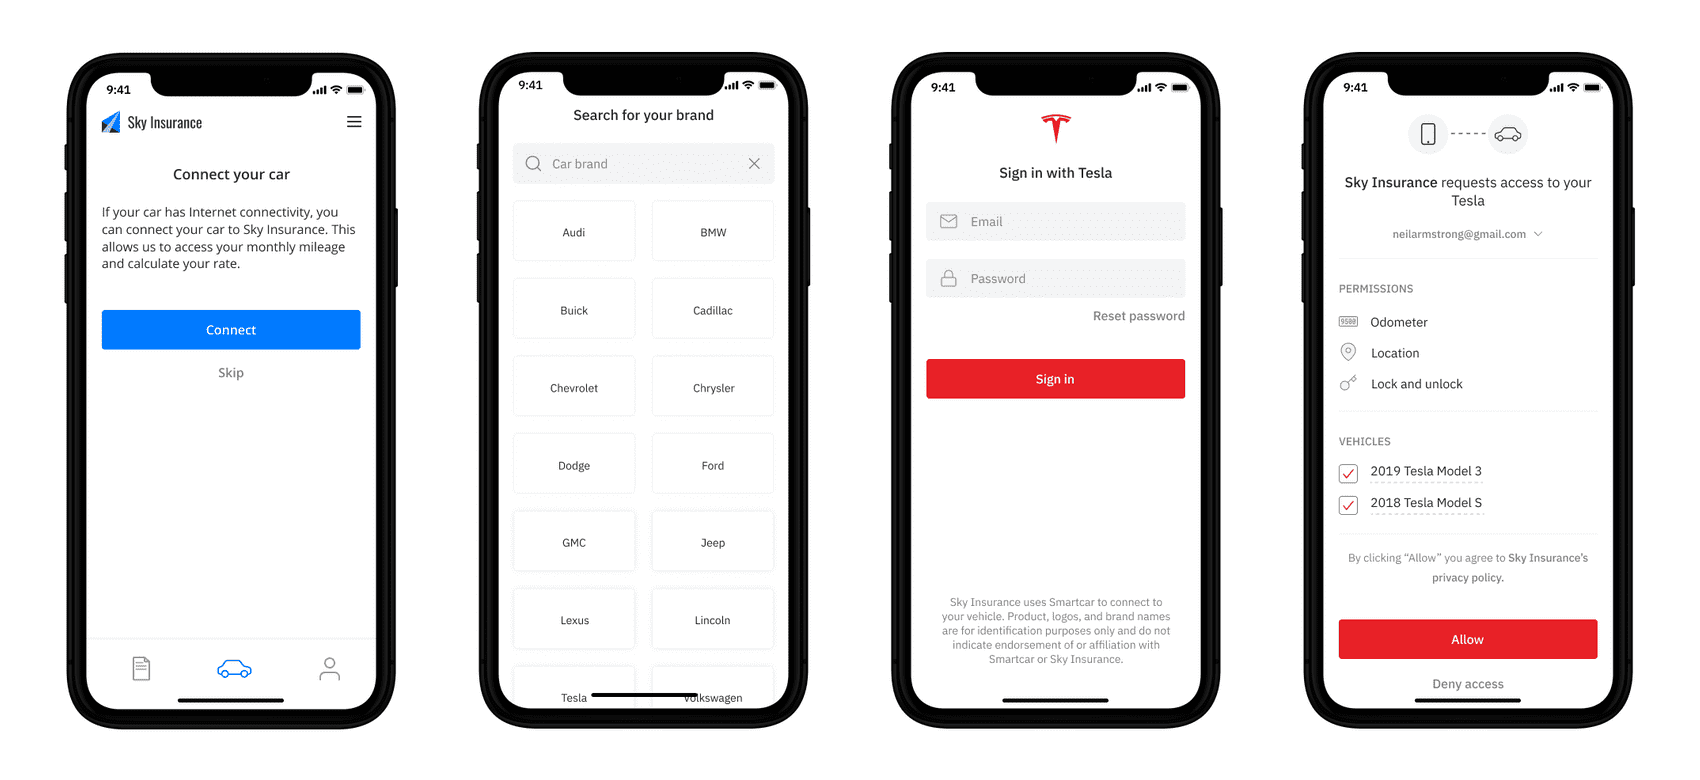 9:41
Sky Insurance
Connect your car
If your car has Internet connectivity, you
can connect your car to Sky Insurance. This
allows us to access your monthly mileage
and calculate your rate.
Connect
Skip
9:41
Search for your brand
Car brand
Audi
BMW
Buick
Cadillac
Chevrolet
Chrysler
Dodge
Ford
GMC
Jeep
Lexus
Lincoln
Tesla
Volkswagen
9:41
Sign in with Tesla
Email
Password
Reset password
Sign in
Sky Insurance uses Smartcar to connect to
your vehicle. Product, logos, and brand names
are for identification purposes only and do not
indicate endorsement of or affiliation with
Smartcar or Sky Insurance.
9:41
Sky Insurance requests access to your
Tesla
neilarmstrong@gmail.com
PERMISSIONS
9500
Odometer
Location
Lock and unlock
VEHICLES
2019 Tesla Model 3
2018 Tesla Model S
By clicking “Allow” you agree to Sky Insurance's
privacy policy.
Allow
Deny access